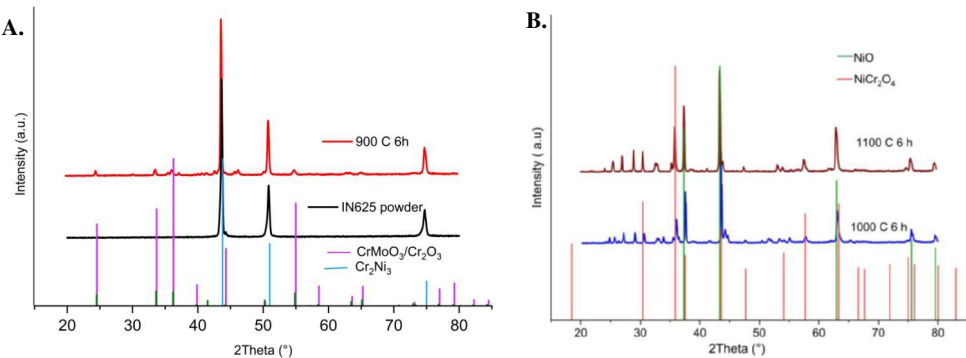 A.
Intensity (a.u.)
900 C 6h
IN625 powder
CrMoO₃/Cr₂O₃
Cr₂Ni₃
20 30 40 50 60 70 80
2Theta (°)
B.
Intensity ( a.u)
NiO
NiCr₂O₄
1100 C 6 h
1000 C 6 h
20 30 40 50 60 70 80
2Theta (°)